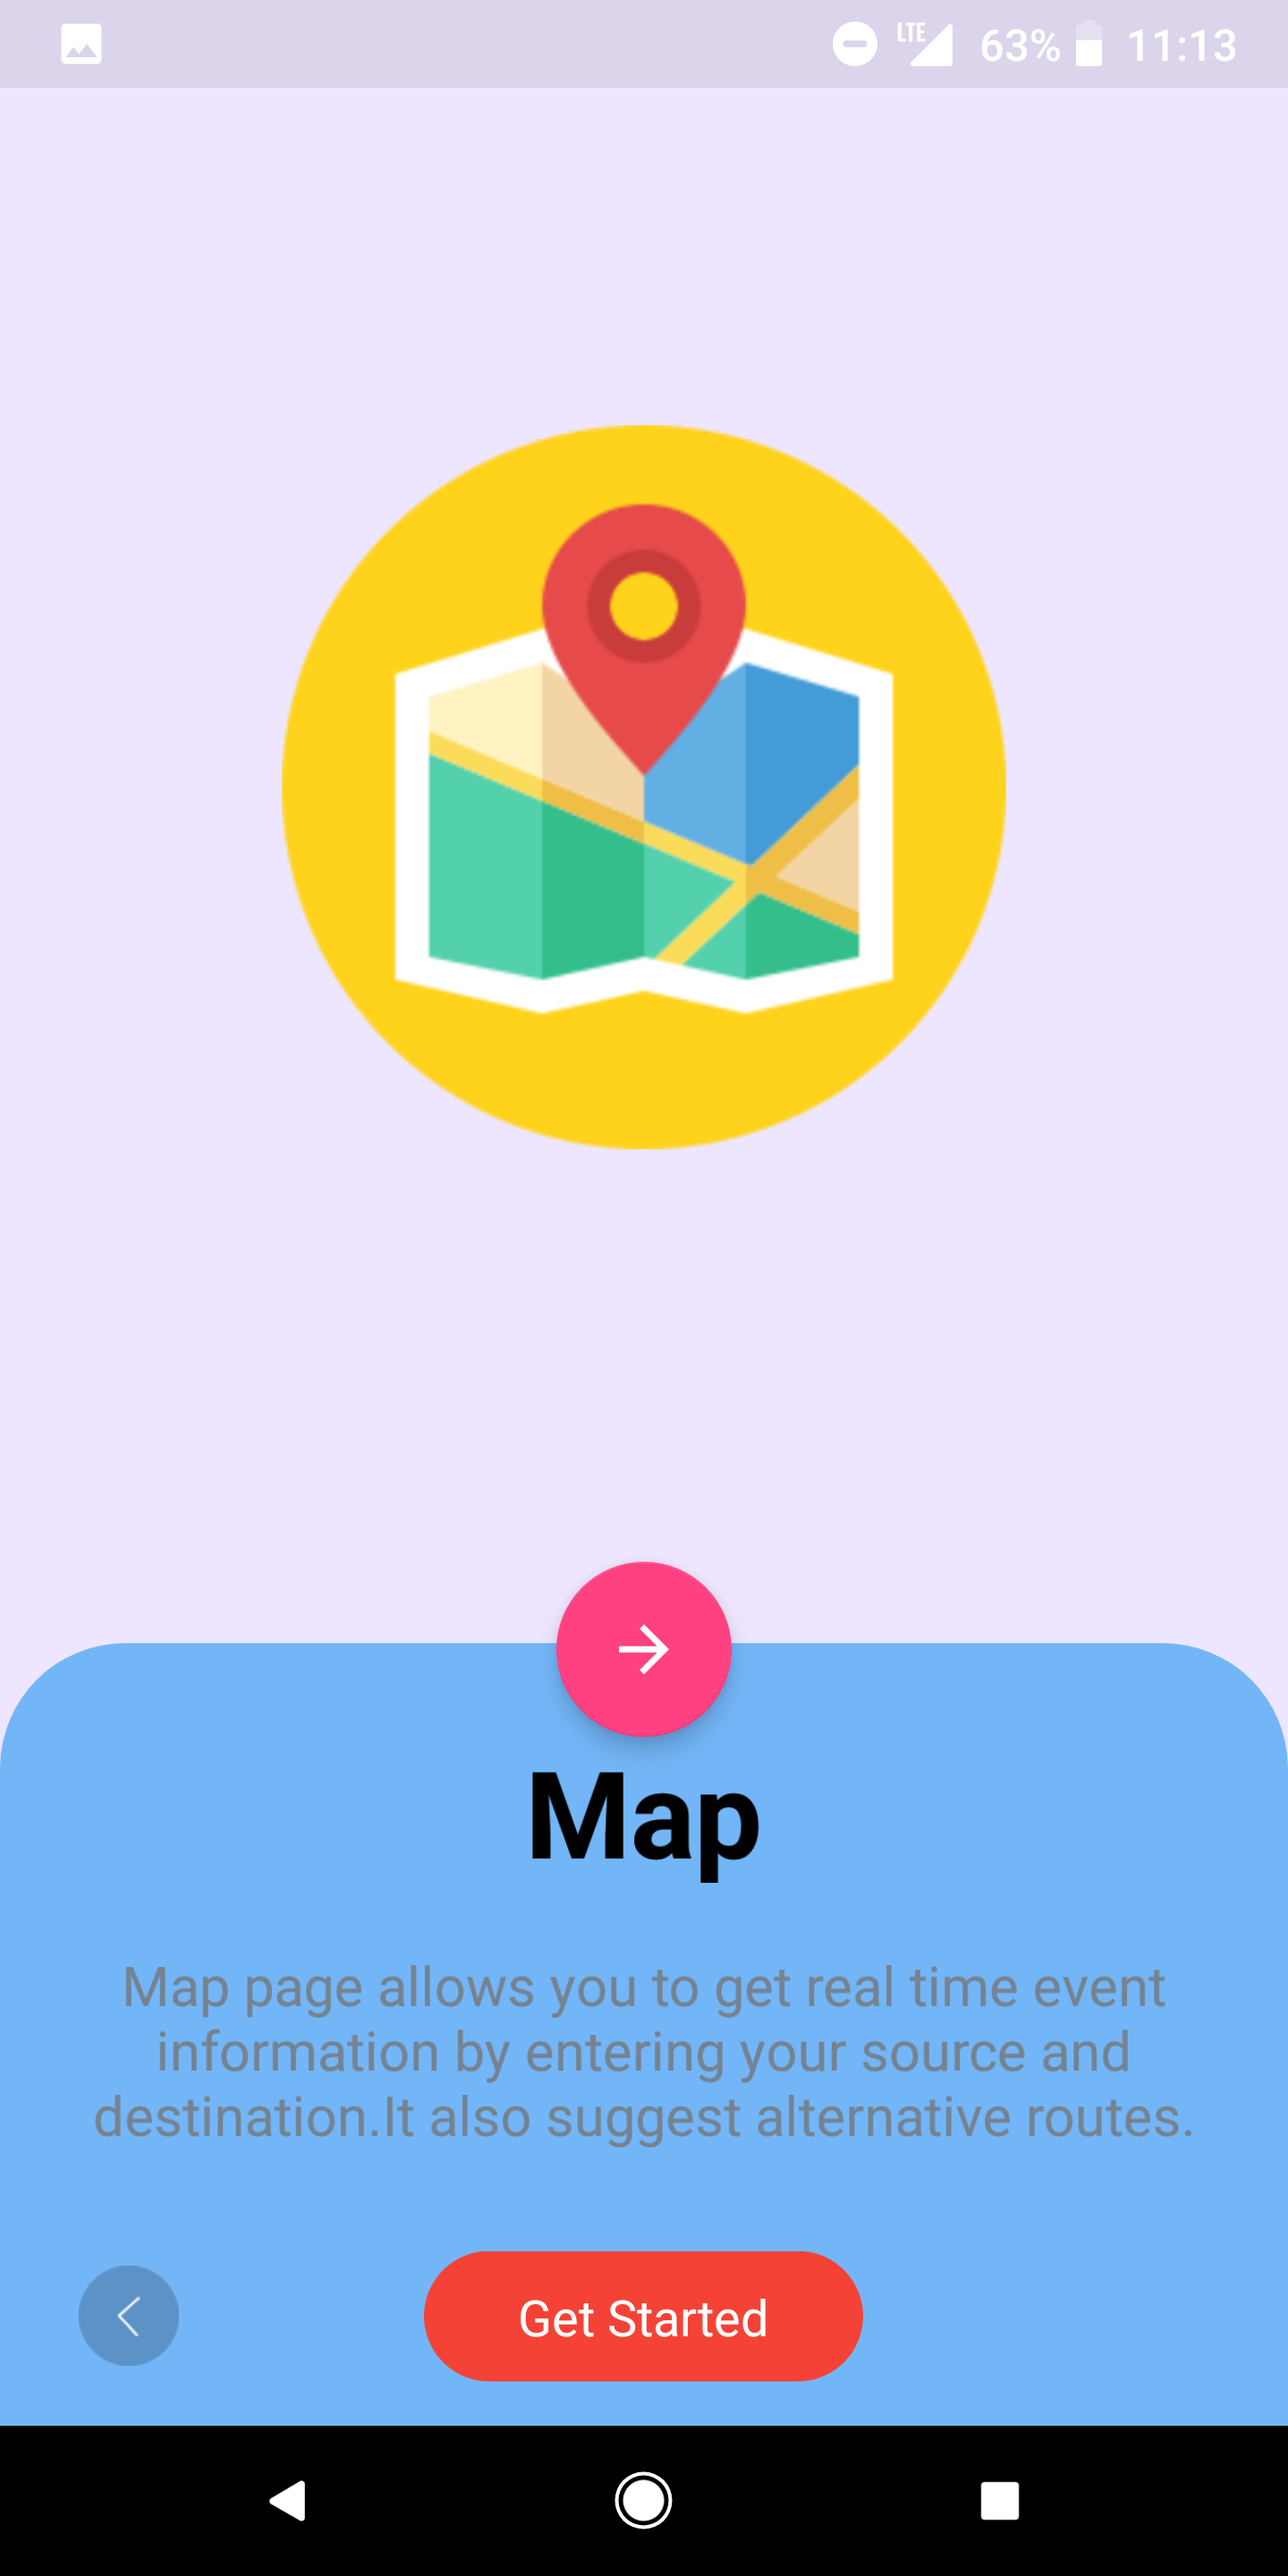 LTE 63% 11:13
Map
Map page allows you to get real time event
information by entering your source and
destination.It also suggest alternative routes.
Get Started